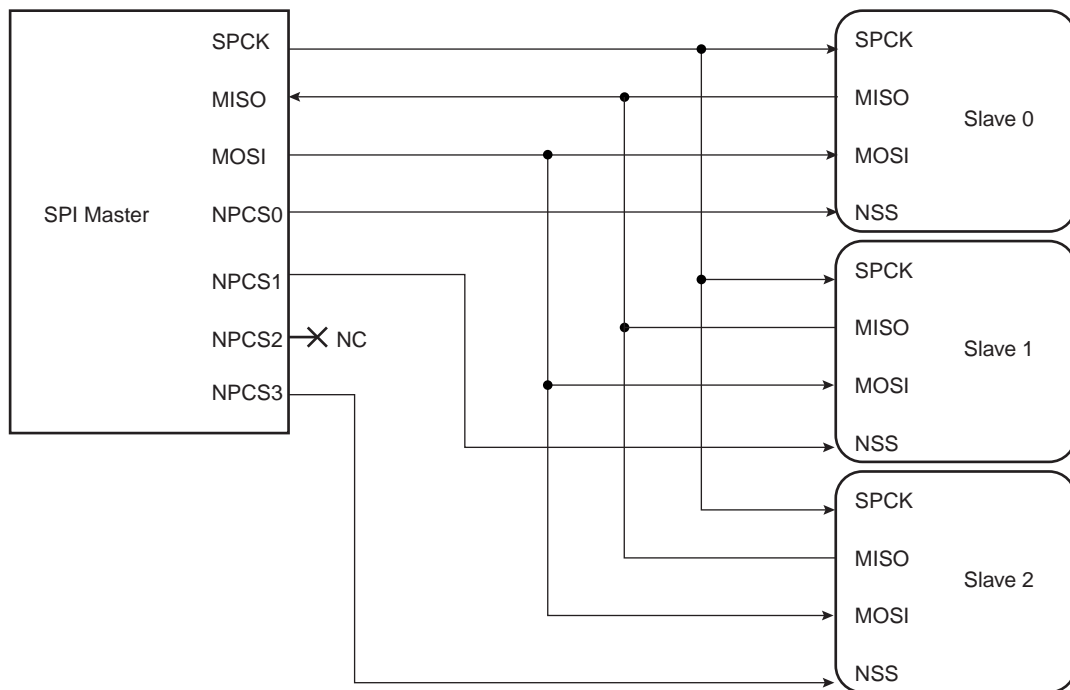 SPI Master
SPCK
MISO
MOSI
NPCS0
NPCS1
NPCS2
NC
NPCS3
SPCK
MISO
MOSI
NSS
Slave 0
SPCK
MISO
MOSI
NSS
Slave 1
SPCK
MISO
MOSI
NSS
Slave 2